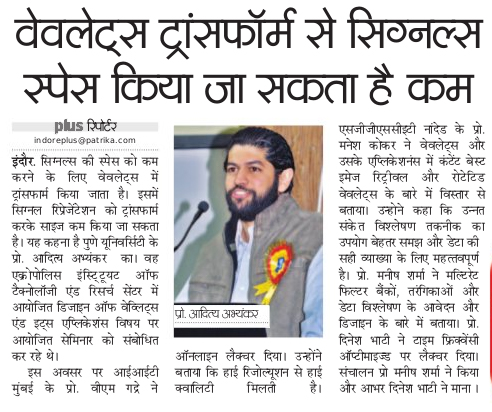 वेवलेट्स ट्रांसफॉर्म से सिग्नल्स
स्पेस किया जा सकता है कम
plus रिपोर्टर
indoreplus@patrika.com
इंदौर. सिग्नल्स की स्पेस को कम
करने के लिए वेवलेट्स में
ट्रांसफार्म किया जाता है। इसमें
सिग्नल रिप्रेजेंटेशन को ट्रांसफार्म
करके साइज कम किया जा सकता
है। यह कहना है पुणे यूनिवर्सिटी के
प्रो. आदित्य अभ्यंकर का। वह
एक्रोपोलिस इंस्टिट्यूट ऑफ
टैक्नोलॉजी एंड रिसर्च सेंटर में
आयोजित डिजाइन ऑफ वेव्लिट्स
एंड इट्स एप्लिकेशंस विषय पर
आयोजित सेमिनार को संबोधित
कर रहे थे।
इस अवसर पर आईआईटी
मुंबई के प्रो. वीएम गद्रे ने
प्रो. आदित्य अभ्यंकर
ऑनलाइन लैक्चर दिया। उन्होंने
बताया कि हाई रिजोल्यूशन से हाई
क्वालिटी मिलती है।
एसजीजीएससीइटी नांदेड के प्रो.
मनेश कोकर ने वेवलेट्स और
उसके एप्लिकेशनंस में कंटेंट बेस्ट
इमेज रिट्रीवल और रोटेटिड
वेवलेट्स के बारे में विस्तार से
बताया। उन्होंने कहा कि उन्नत
संकेत विश्लेषण तकनीक का
उपयोग बेहतर समझ और डेटा की
सही व्याख्या के लिए महत्त्वपूर्ण
है। प्रो. मनीष शर्मा ने मल्टिरेट
फिल्टर बैंकों, तरंगिकाओं और
डेटा विश्लेषण के आवेदन और
डिजाइन के बारे में बताया। प्रो.
दिनेश भाटी ने टाइम फ्रिक्वेंसी
ऑप्टीमाइज्ड पर लैक्चर दिया।
संचालन प्रो मनीष शर्मा ने किया
और आभर दिनेश भाटी ने माना।